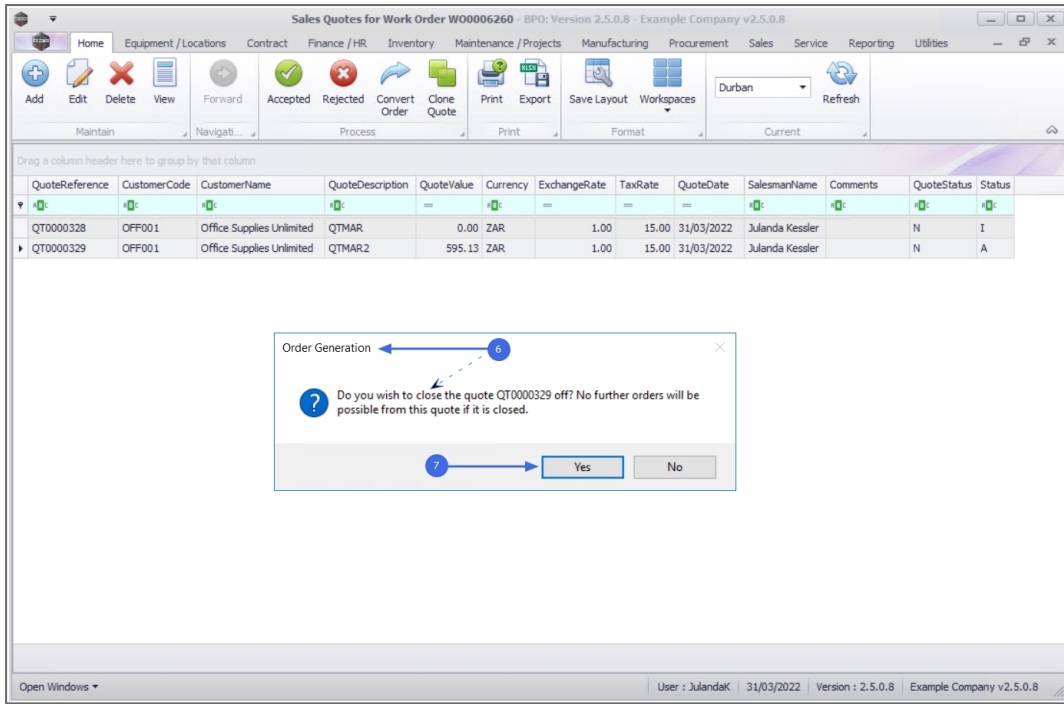 Sales Quotes for Work Order WO0006260 - BPO: Version 2.5.0.8 - Example Company v2.5.0.8
Home Equipment / Locations Contract Finance / HR Inventory Maintenance / Projects Manufacturing Procurement Sales Service Reporting Utilities
Add Edit Delete View Forward Accepted Rejected Convert Order Clone Quote Print Export Save Layout Workspaces Durban Refresh
Maintain Navigati... Process Print Format Current
Drag a column header here to group by that column
QuoteReference CustomerCode CustomerName QuoteDescription QuoteValue Currency ExchangeRate TaxRate QuoteDate SalesmanName Comments QuoteStatus Status
= = = =
QT0000328 OFF001 Office Supplies Unlimited QTMAR 0.00 ZAR 1.00 15.00 31/03/2022 Julanda Kessler N I
QT0000329 OFF001 Office Supplies Unlimited QTMAR2 595.13 ZAR 1.00 15.00 31/03/2022 Julanda Kessler N A
Order Generation 6
Do you wish to close the quote QT0000329 off? No further orders will be
possible from this quote if it is closed.
7 Yes No
Open Windows User : JulandaK 31/03/2022 Version : 2.5.0.8 Example Company v2.5.0.8